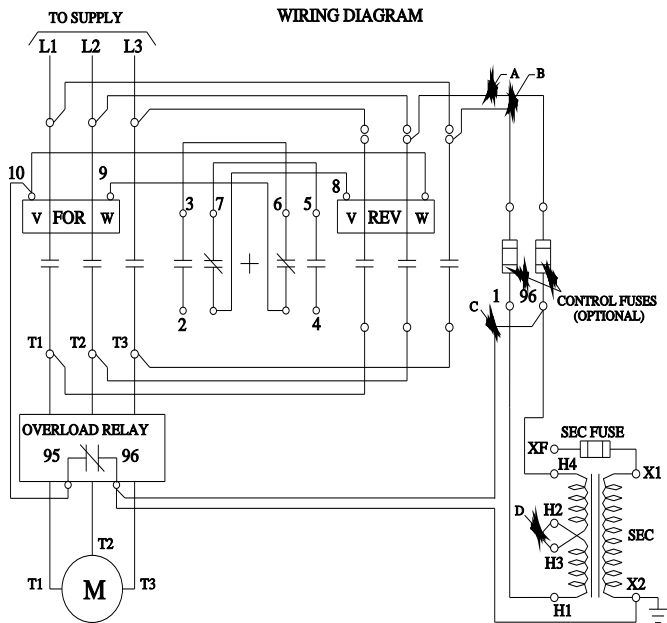 WIRING DIAGRAM
TO SUPPLY
L1 L2 L3
A B
10 9 3 7 6 5 8
V FOR W
V REV W
2 4
1 96
C
CONTROL FUSES
(OPTIONAL)
T1 T2 T3
OVERLOAD RELAY
95 96
SEC FUSE
XF
H4 X1
H2
D
H3
SEC
T2
T1 M T3
X2
H1